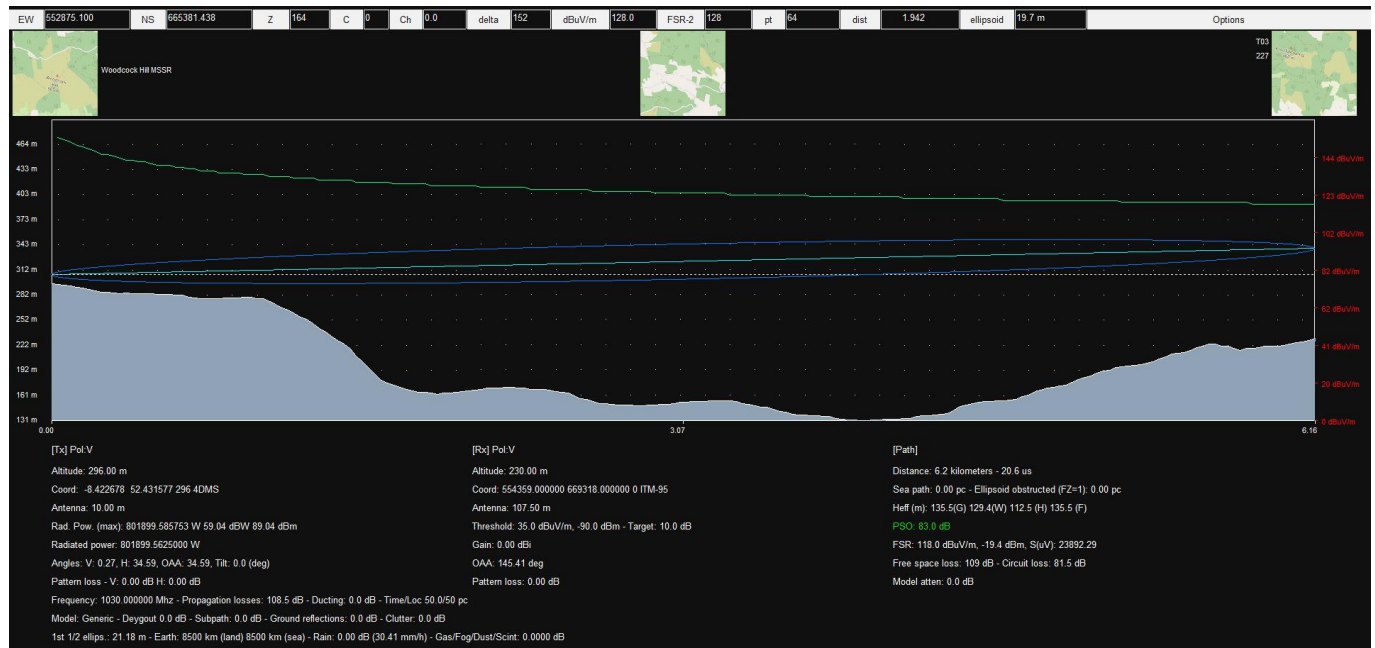 EW 552875.100 NS 665381.438 Z 164 C 0 Ch 0.0 delta 152 dBuV/m 128.0 FSR-2 128 pt 64 dist 1.942 ellipsoid 19.7 m Options
Woodcock Hill MSSR
T03
227
464 m
433 m
403 m
373 m
343 m
312 m
282 m
252 m
222 m
192 m
161 m
131 m
144 dBuV/m
123 dBuV/m
102 dBuV/m
82 dBuV/m
62 dBuV/m
41 dBuV/m
20 dBuV/m
0 dBuV/m
0.00 3.07 6.16
[Tx] Pol:V
Altitude: 296.00 m
Coord: -8.422678 52.431577 296 4DMS
Antenna: 10.00 m
Rad. Pow. (max): 801899.585753 W 59.04 dBW 89.04 dBm
Radiated power: 801899.5625000 W
Angles: V: 0.27, H: 34.59, OAA: 34.59, Tilt: 0.0 (deg)
Pattern loss - V: 0.00 dB H: 0.00 dB
Frequency: 1030.000000 Mhz - Propagation losses: 108.5 dB - Ducting: 0.0 dB - Time/Loc 50.0/50 pc
Model: Generic - Deygout 0.0 dB - Subpath: 0.0 dB - Ground reflections: 0.0 dB - Clutter: 0.0 dB
1st 1/2 ellips.: 21.18 m - Earth: 8500 km (land) 8500 km (sea) - Rain: 0.00 dB (30.41 mm/h) - Gas/Fog/Dust/Scint: 0.0000 dB
[Rx] Pol:V
Altitude: 230.00 m
Coord: 554359.000000 669318.000000 0 ITM-95
Antenna: 107.50 m
Threshold: 35.0 dBuV/m, -90.0 dBm - Target: 10.0 dB
Gain: 0.00 dBi
OAA: 145.41 deg
Pattern loss: 0.00 dB
[Path]
Distance: 6.2 kilometers - 20.6 us
Sea path: 0.00 pc - Ellipsoid obstructed (FZ=1): 0.00 pc
Heff (m): 135.5(G) 129.4(W) 112.5 (H) 135.5 (F)
PSO: 83.0 dB
FSR: 118.0 dBuV/m, -19.4 dBm, S(uV): 23892.29
Free space loss: 109 dB - Circuit loss: 81.5 dB
Model atten: 0.0 dB